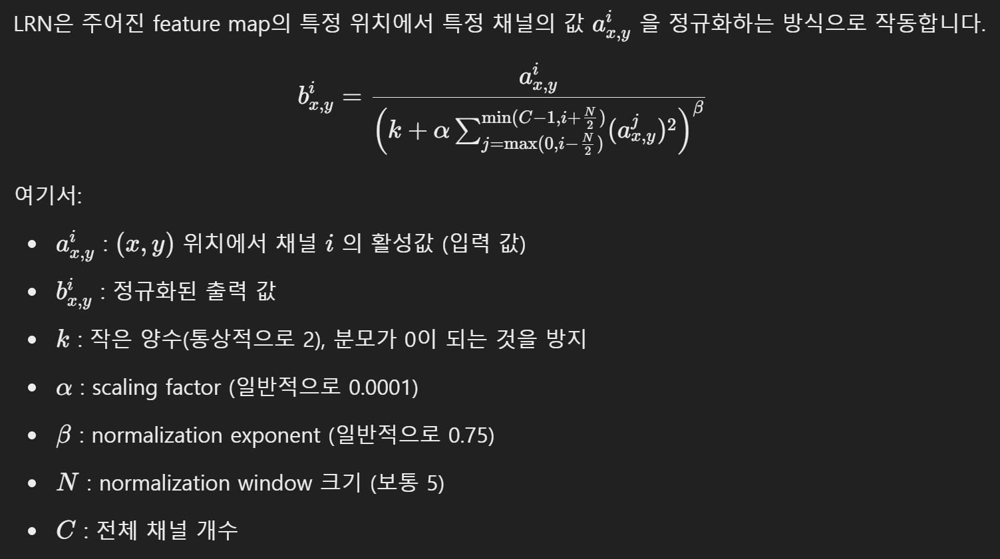 LRN은 주어진 feature map의 특정 위치에서 특정 채널의 값 $a^i_{x,y}$ 을 정규화하는 방식으로 작동합니다.
$b^i_{x,y} = \frac{a^i_{x,y}}{\left(k + \alpha \sum_{j=\max(0,i-\frac{N}{2})}^{\min(C-1,i+\frac{N}{2})} (a^j_{x,y})^2\right)^\beta}$
여기서:
• $a^i_{x,y}$ : $(x, y)$ 위치에서 채널 $i$ 의 활성값 (입력 값)
• $b^i_{x,y}$ : 정규화된 출력 값
• $k$ : 작은 양수(통상적으로 2), 분모가 0이 되는 것을 방지
• $\alpha$ : scaling factor (일반적으로 0.0001)
• $\beta$ : normalization exponent (일반적으로 0.75)
• $N$ : normalization window 크기 (보통 5)
• $C$ : 전체 채널 개수